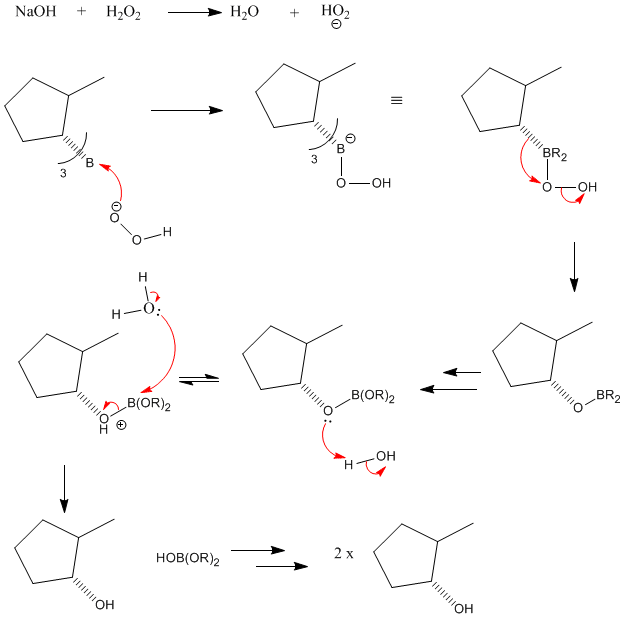 NaOH + H2O2 H2O + HO2 ⊖
3 B
⊖ O O H
⊖ B 3 O OH
≡
BR2 O OH
O BR2
O B(OR)2
H OH
H H O:
B(OR)2 O H ⊕
OH
HOB(OR)2 2 x
OH